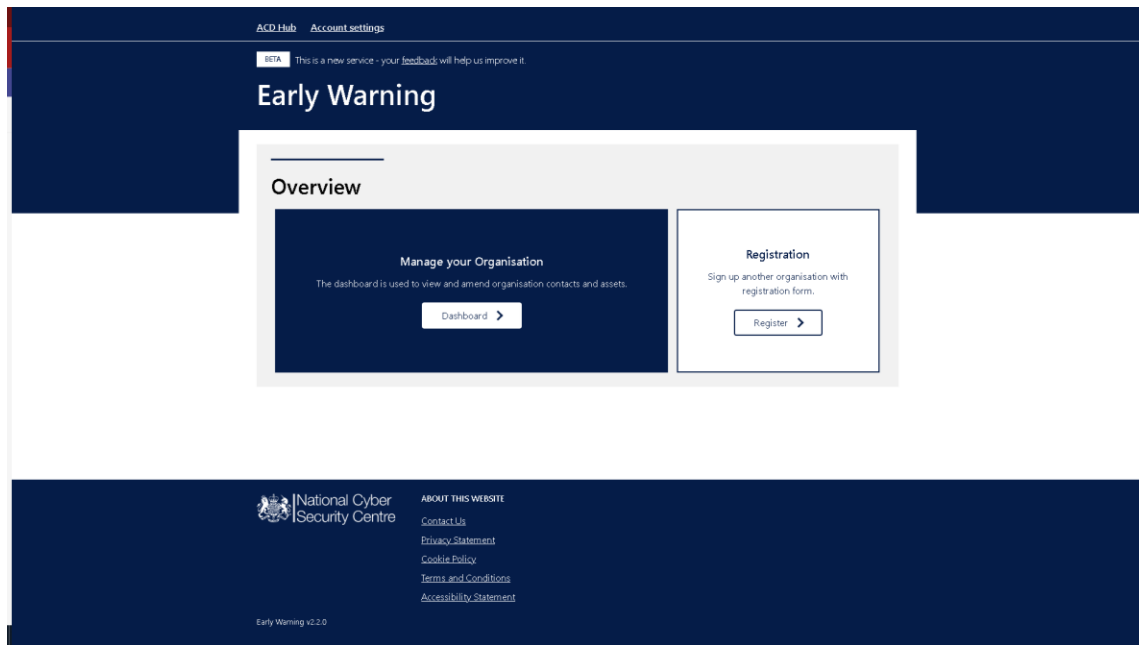 ACD Hub Account settings
BETA This is a new service - your feedback will help us improve it.
Early Warning
Overview
Manage your Organisation
The dashboard is used to view and amend organisation contacts and assets.
Dashboard
Registration
Sign up another organisation with
registration form.
Register
National Cyber
Security Centre
ABOUT THIS WEBSITE
Contact Us
Privacy Statement
Cookie Policy
Terms and Conditions
Accessibility Statement
Early Warning v2.2.0